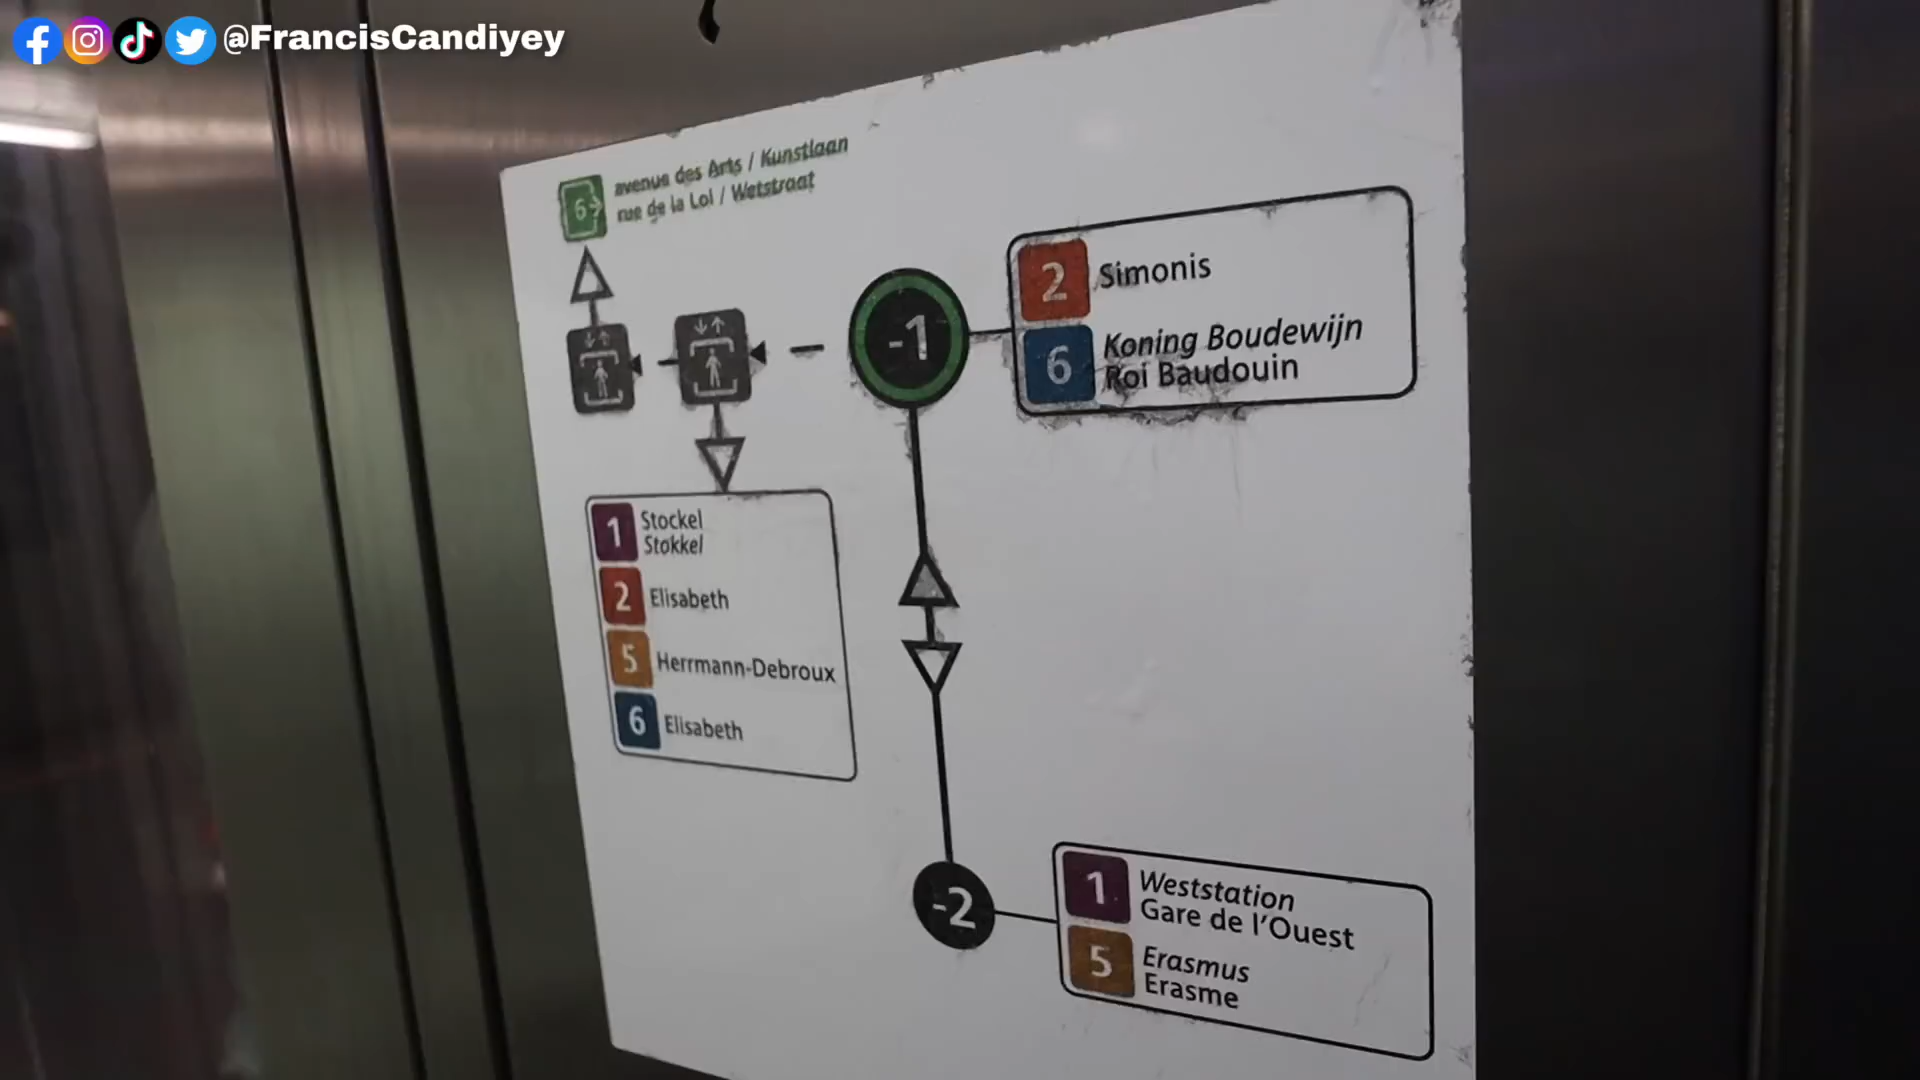 @FrancisCandiyey
6
avenue des Arts / Kunstlaan
rue de la Loi / Wetstraat
-1
2 Simonis
6 Koning Boudewijn
Roi Baudouin
1 Stockel
Stokkel
2 Elisabeth
5 Herrmann-Debroux
6 Elisabeth
-2
1 Weststation
Gare de l'Ouest
5 Erasmus
Erasme